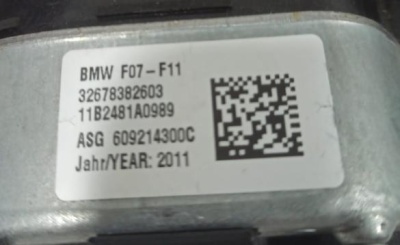 BMW F07-F11
32678382603
11B2481A0989
ASG 609214300C
Jahr/YEAR: 2011